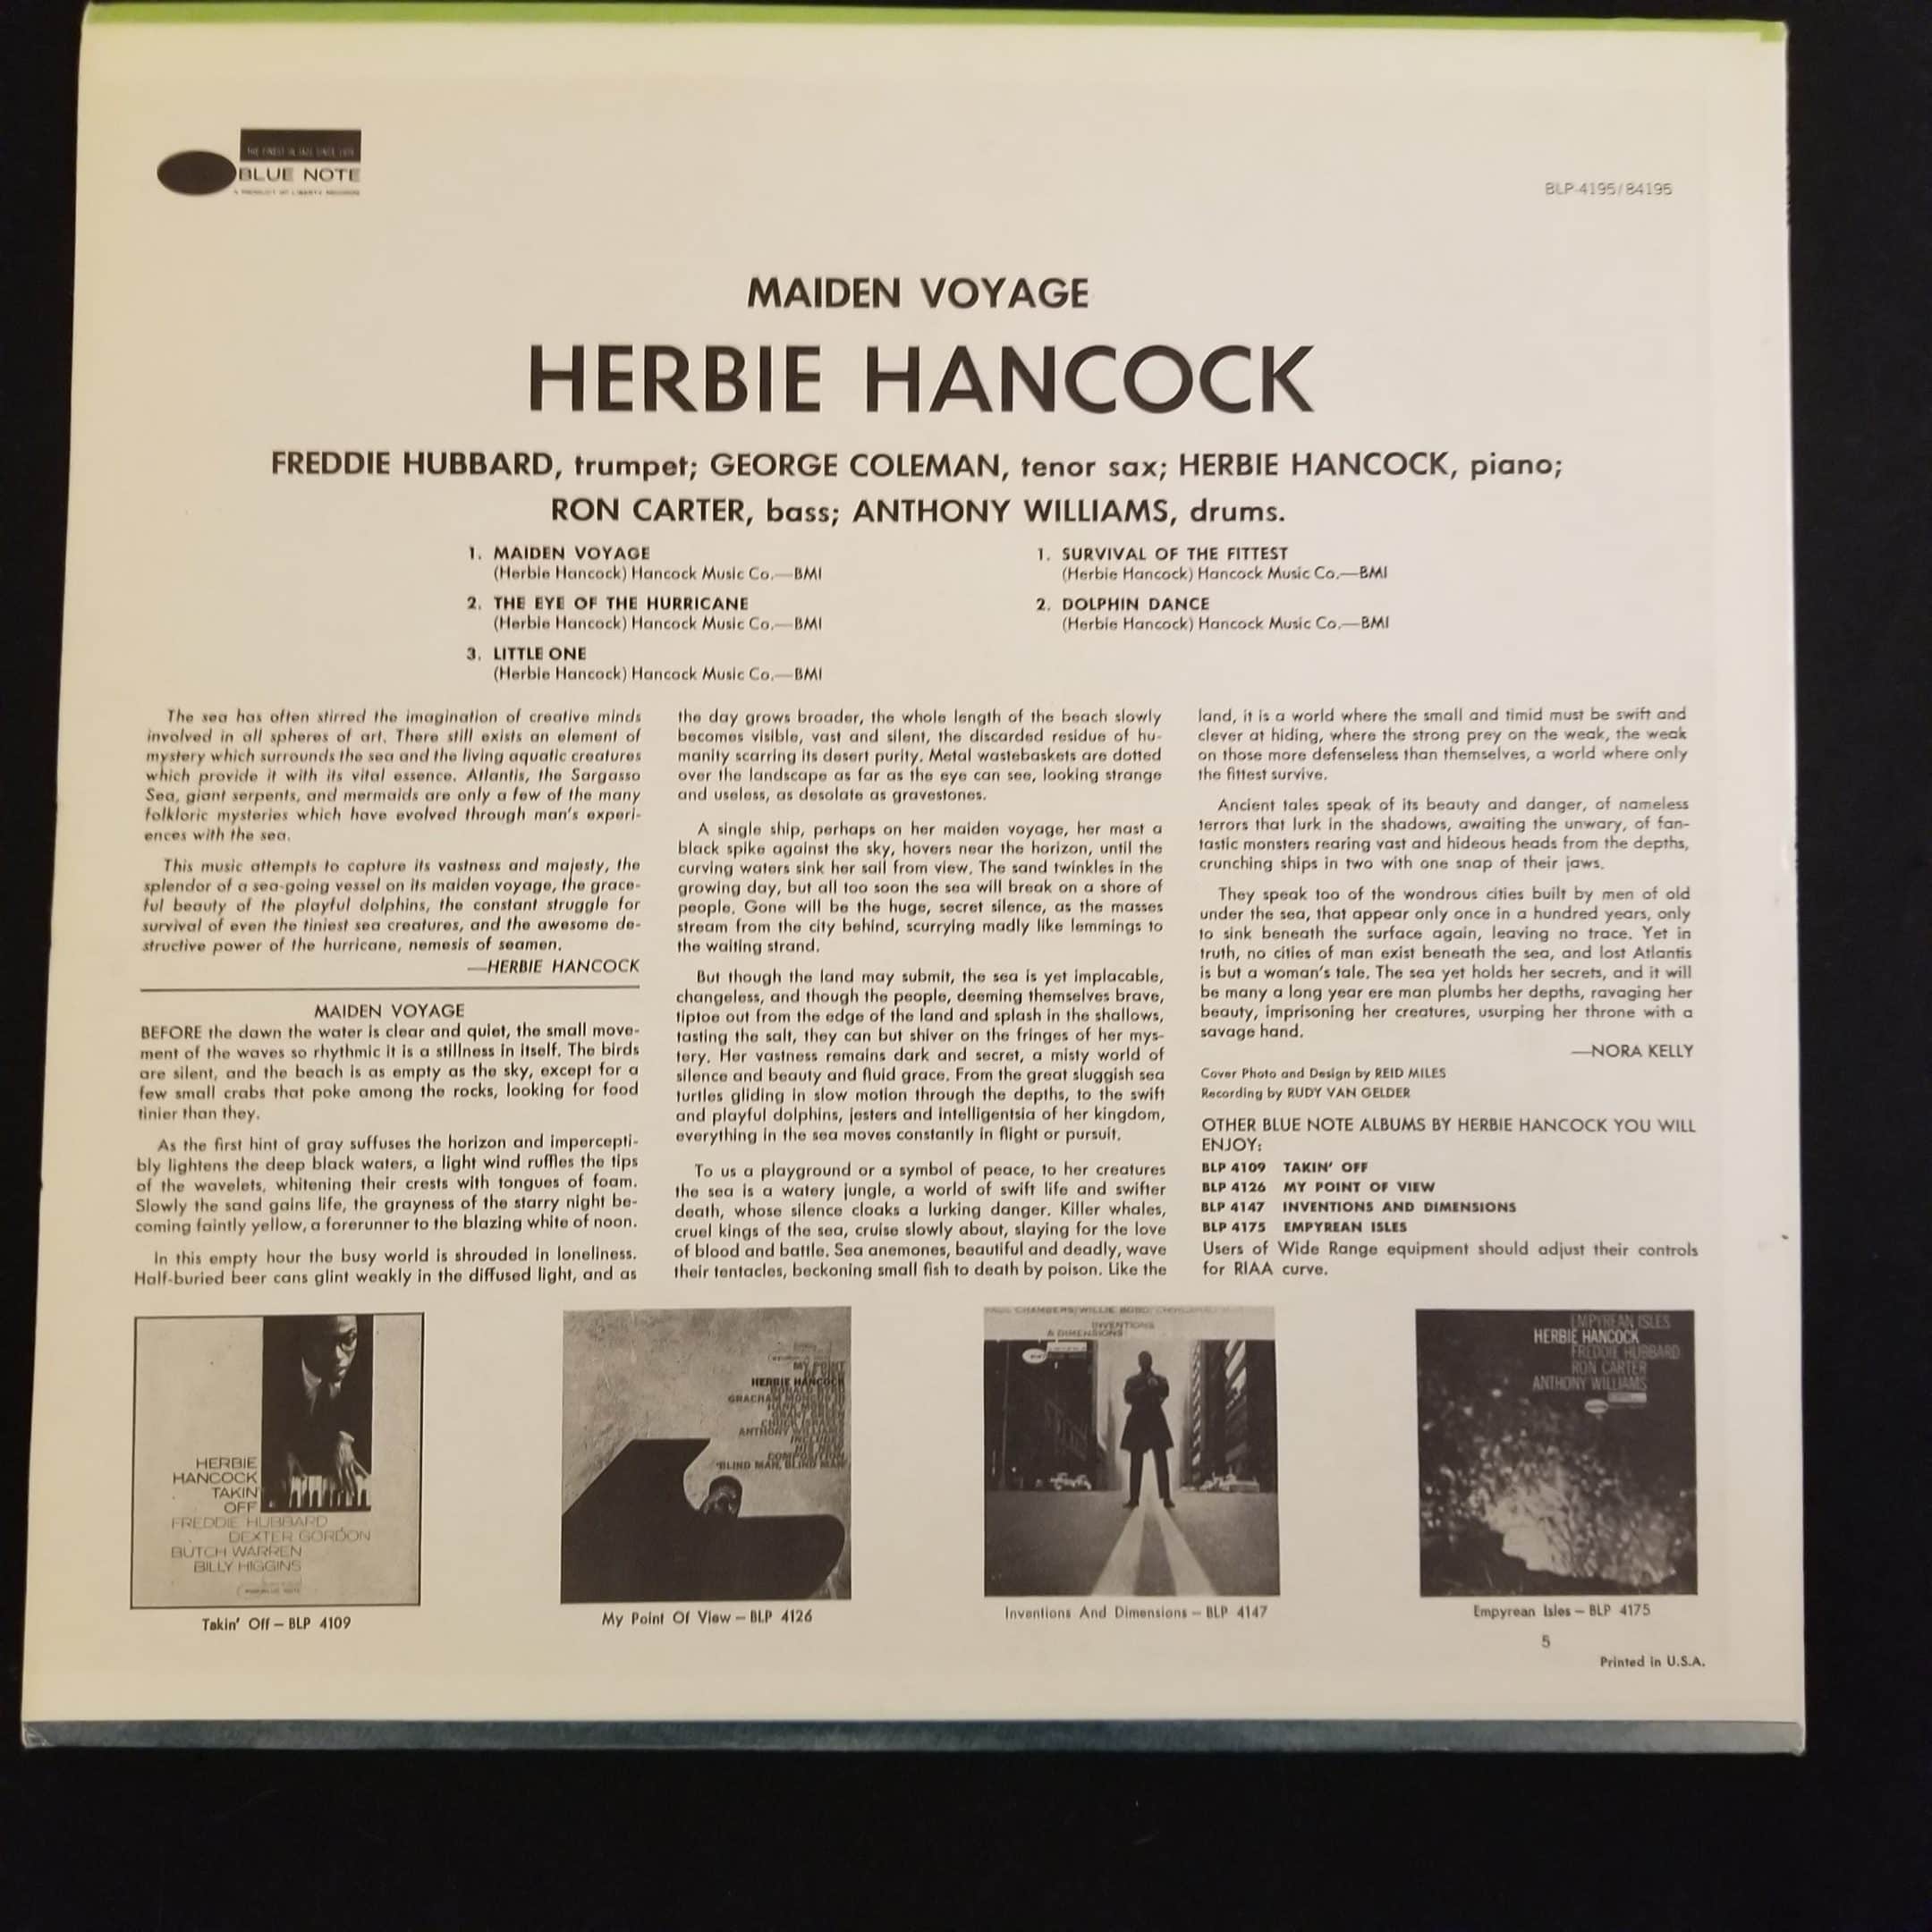 THE FINEST IN JAZZ SINCE 1939
BLUE NOTE
A PRODUCT OF LIBERTY RECORDS
BLP 4195/84195
MAIDEN VOYAGE
HERBIE HANCOCK
FREDDIE HUBBARD, trumpet; GEORGE COLEMAN, tenor sax; HERBIE HANCOCK, piano;
RON CARTER, bass; ANTHONY WILLIAMS, drums.
1. MAIDEN VOYAGE
(Herbie Hancock) Hancock Music Co.—BMI
2. THE EYE OF THE HURRICANE
(Herbie Hancock) Hancock Music Co.—BMI
3. LITTLE ONE
(Herbie Hancock) Hancock Music Co.—BMI
1. SURVIVAL OF THE FITTEST
(Herbie Hancock) Hancock Music Co.—BMI
2. DOLPHIN DANCE
(Herbie Hancock) Hancock Music Co.—BMI
The sea has often stirred the imagination of creative minds
involved in all spheres of art. There still exists an element of
mystery which surrounds the sea and the living aquatic creatures
which provide it with its vital essence. Atlantis, the Sargasso
Sea, giant serpents, and mermaids are only a few of the many
folkloric mysteries which have evolved through man's experi-
ences with the sea.
This music attempts to capture its vastness and majesty, the
splendor of a sea-going vessel on its maiden voyage, the grace-
ful beauty of the playful dolphins, the constant struggle for
survival of even the tiniest sea creatures, and the awesome de-
structive power of the hurricane, nemesis of seamen.
—HERBIE HANCOCK
MAIDEN VOYAGE
BEFORE the dawn the water is clear and quiet, the small move-
ment of the waves so rhythmic it is a stillness in itself. The birds
are silent, and the beach is as empty as the sky, except for a
few small crabs that poke among the rocks, looking for food
tinier than they.
As the first hint of gray suffuses the horizon and impercepti-
bly lightens the deep black waters, a light wind ruffles the tips
of the wavelets, whitening their crests with tongues of foam.
Slowly the sand gains life, the grayness of the starry night be-
coming faintly yellow, a forerunner to the blazing white of noon.
In this empty hour the busy world is shrouded in loneliness.
Half-buried beer cans glint weakly in the diffused light, and as
the day grows broader, the whole length of the beach slowly
becomes visible, vast and silent, the discarded residue of hu-
manity scarring its desert purity. Metal wastebaskets are dotted
over the landscape as far as the eye can see, looking strange
and useless, as desolate as gravestones.
A single ship, perhaps on her maiden voyage, her mast a
black spike against the sky, hovers near the horizon, until the
curving waters sink her sail from view. The sand twinkles in the
growing day, but all too soon the sea will break on a shore of
people. Gone will be the huge, secret silence, as the masses
stream from the city behind, scurrying madly like lemmings to
the waiting strand.
But though the land may submit, the sea is yet implacable,
changeless, and though the people, deeming themselves brave,
tiptoe out from the edge of the land and splash in the shallows,
tasting the salt, they can but shiver on the fringes of her mys-
tery. Her vastness remains dark and secret, a misty world of
silence and beauty and fluid grace. From the great sluggish sea
turtles gliding in slow motion through the depths, to the swift
and playful dolphins, jesters and intelligentsia of her kingdom,
everything in the sea moves constantly in flight or pursuit.
To us a playground or a symbol of peace, to her creatures
the sea is a watery jungle, a world of swift life and swifter
death, whose silence cloaks a lurking danger. Killer whales,
cruel kings of the sea, cruise slowly about, slaying for the love
of blood and battle. Sea anemones, beautiful and deadly, wave
their tentacles, beckoning small fish to death by poison. Like the
land, it is a world where the small and timid must be swift and
clever at hiding, where the strong prey on the weak, the weak
on those more defenseless than themselves, a world where only
the fittest survive.
Ancient tales speak of its beauty and danger, of nameless
terrors that lurk in the shadows, awaiting the unwary, of fan-
tastic monsters rearing vast and hideous heads from the depths,
crunching ships in two with one snap of their jaws.
They speak too of the wondrous cities built by men of old
under the sea, that appear only once in a hundred years, only
to sink beneath the surface again, leaving no trace. Yet in
truth, no cities of man exist beneath the sea, and lost Atlantis
is but a woman's tale. The sea yet holds her secrets, and it will
be many a long year ere man plumbs her depths, ravaging her
beauty, imprisoning her creatures, usurping her throne with a
savage hand.
—NORA KELLY
Cover Photo and Design by REID MILES
Recording by RUDY VAN GELDER
OTHER BLUE NOTE ALBUMS BY HERBIE HANCOCK YOU WILL
ENJOY:
BLP 4109 TAKIN' OFF
BLP 4126 MY POINT OF VIEW
BLP 4147 INVENTIONS AND DIMENSIONS
BLP 4175 EMPYREAN ISLES
Users of Wide Range equipment should adjust their controls
for RIAA curve.
HERBIE
HANCOCK
TAKIN'
OFF
FREDDIE HUBBARD
DEXTER GORDON
BUTCH WARREN
BILLY HIGGINS
Takin' Off – BLP 4109
MY POINT
HERBIE HANCOCK
ANTHONY WILLIAMS
COMPOSITION
'BLIND MAN, BLIND MAN'
My Point Of View – BLP 4126
PAUL CHAMBERS/WILLIE BOBO/
INVENTIONS
& DIMENSIONS
Inventions And Dimensions – BLP 4147
EMPYREAN ISLES
HERBIE HANCOCK
FREDDIE HUBBARD
RON CARTER
ANTHONY WILLIAMS
Empyrean Isles – BLP 4175
5
Printed in U.S.A.